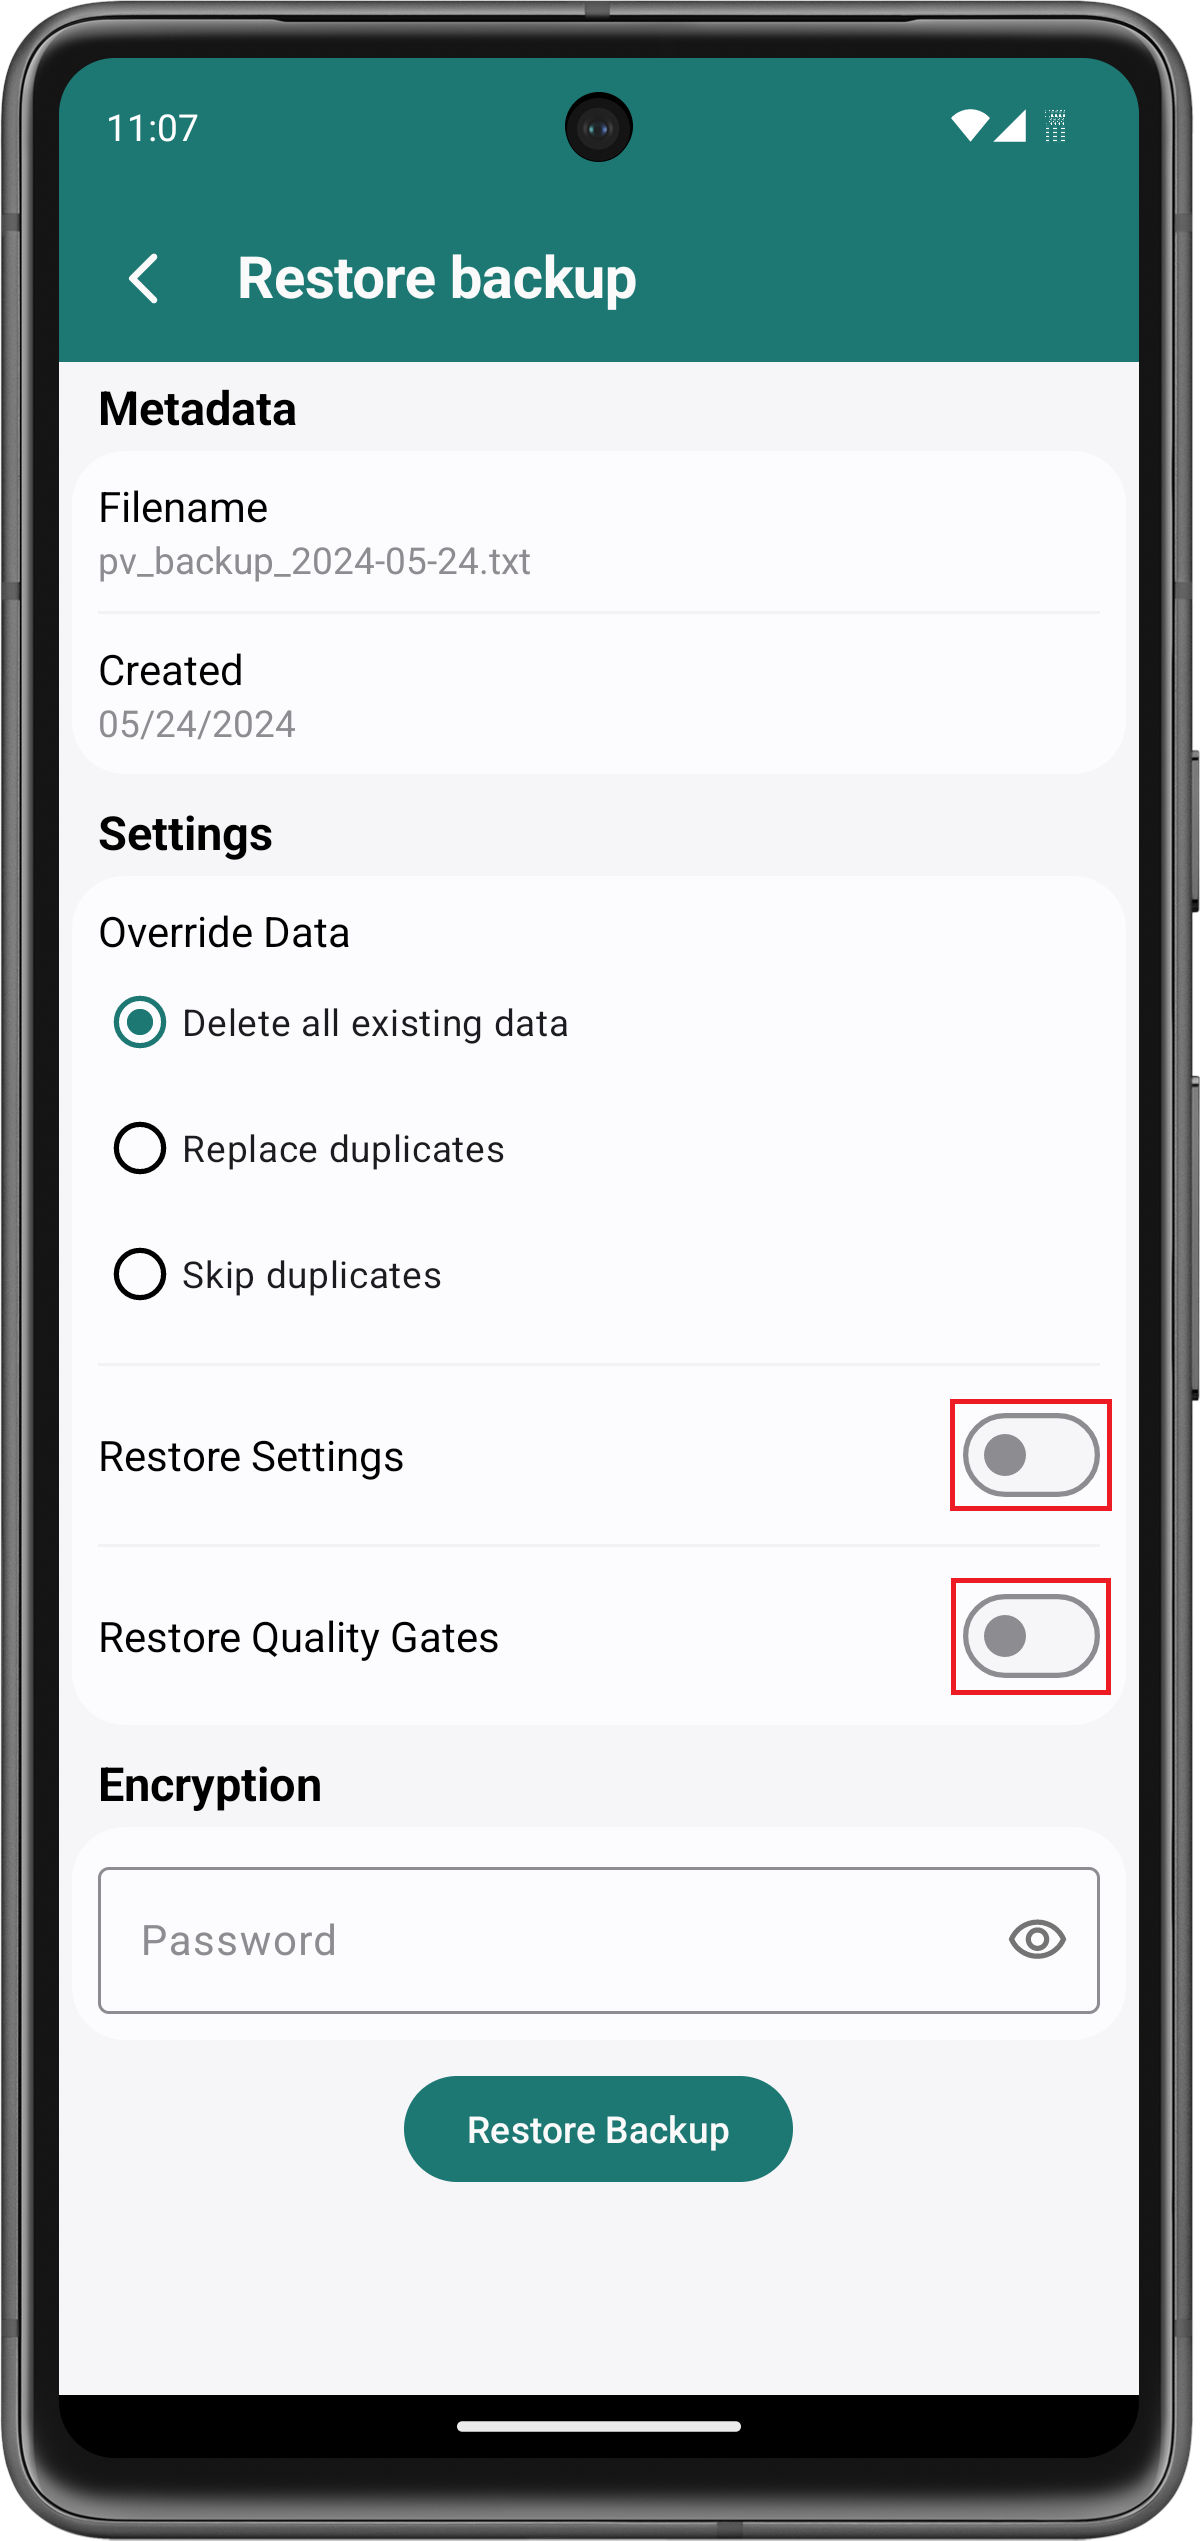 11:07
Restore backup
Metadata
Filename
pv_backup_2024-05-24.txt
Created
05/24/2024
Settings
Override Data
Delete all existing data
Replace duplicates
Skip duplicates
Restore Settings
Restore Quality Gates
Encryption
Password
Restore Backup